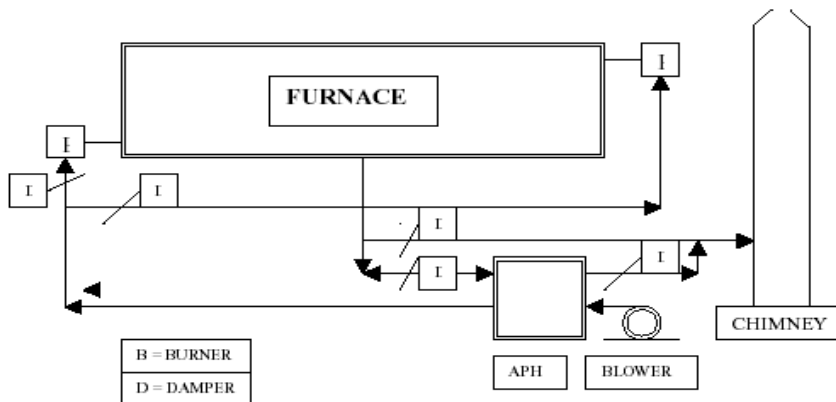 FURNACE
CHIMNEY
B = BURNER
D = DAMPER
APH
BLOWER